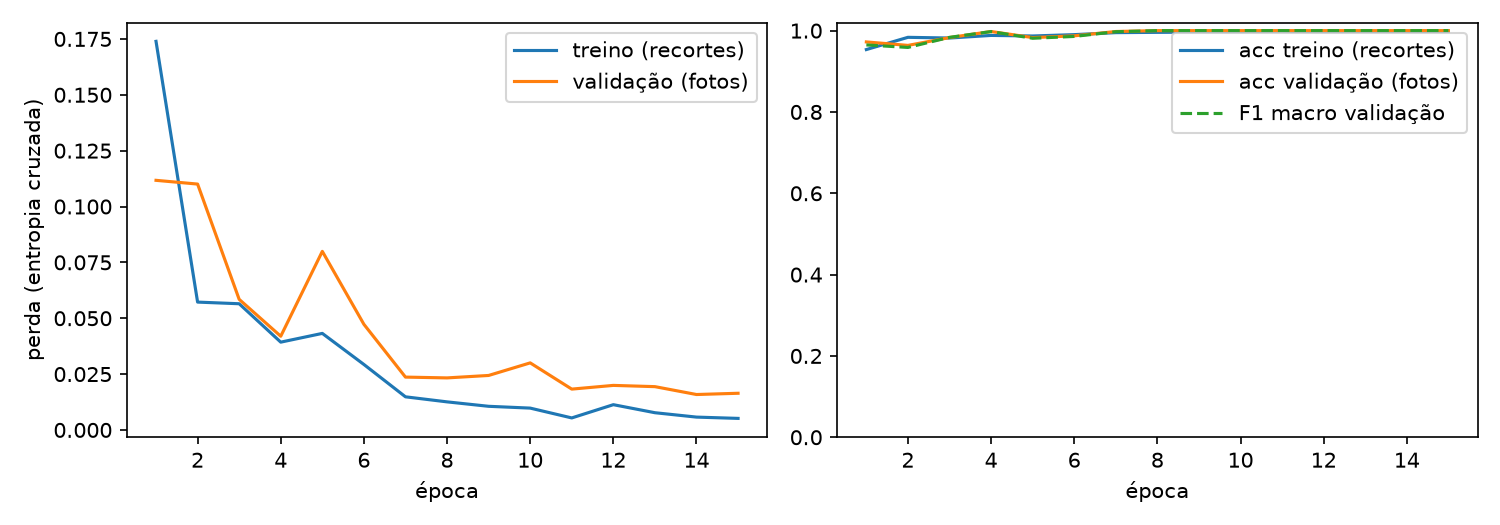 perda (entropia cruzada)
0.175
0.150
0.125
0.100
0.075
0.050
0.025
0.000
treino (recortes)
validação (fotos)
2 4 6 8 10 12 14
época
1.0
0.8
0.6
0.4
0.2
0.0
acc treino (recortes)
acc validação (fotos)
F1 macro validação
2 4 6 8 10 12 14
época